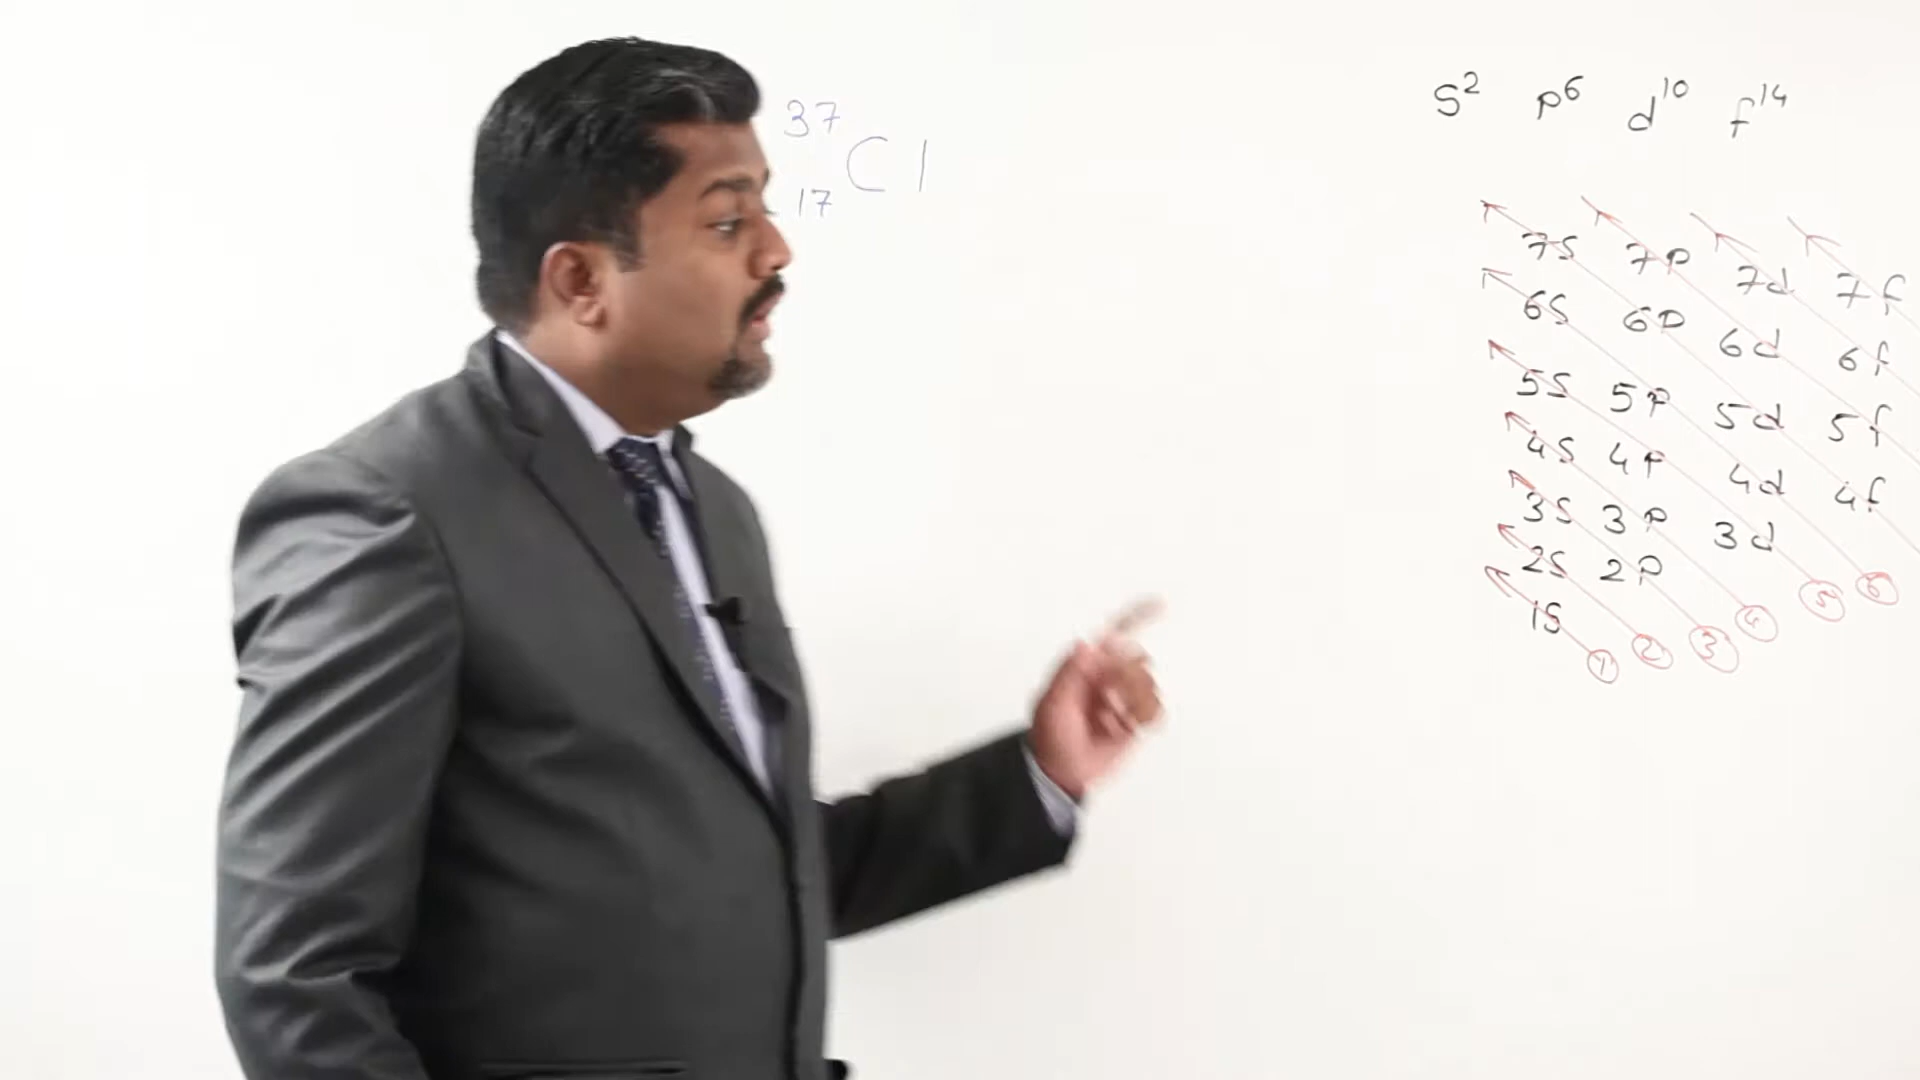 37
17 Cl
S² P⁶ d¹⁰ f¹⁴
7S 7P 7d 7f
6S 6P 6d 6f
5S 5P 5d 5f
4S 4P 4d 4f
3S 3P 3d
2S 2P
1S
1 2 3 4 5 6